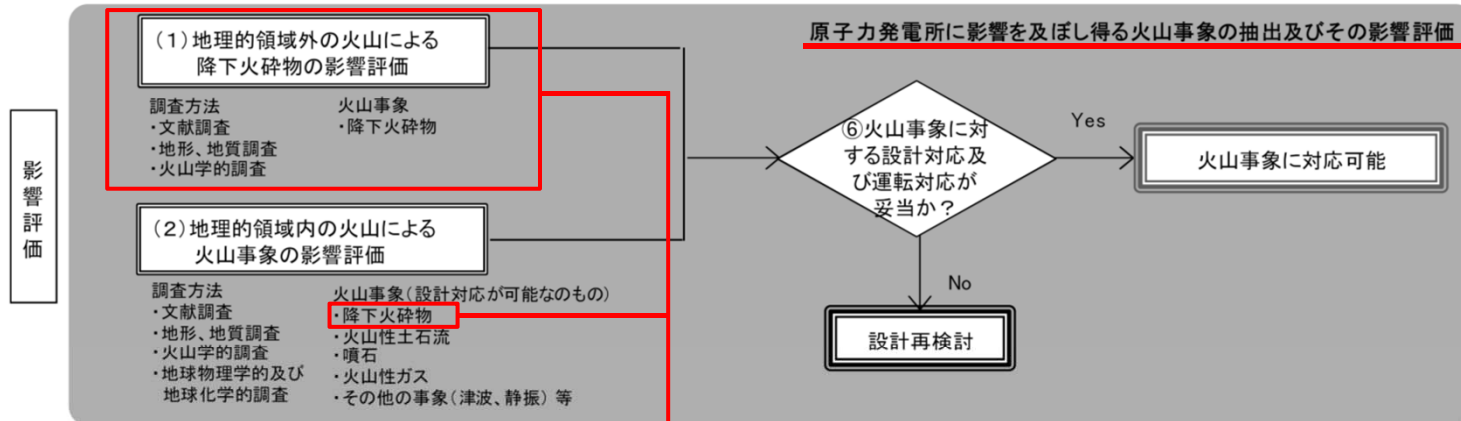 原子力発電所に影響を及ぼし得る火山事象の抽出及びその影響評価
影響評価
(1)地理的領域外の火山による
降下火砕物の影響評価
調査方法
・文献調査
・地形、地質調査
・火山学的調査
火山事象
・降下火砕物
(2)地理的領域内の火山による
火山事象の影響評価
調査方法
・文献調査
・地形、地質調査
・火山学的調査
・地球物理学的及び
地球化学的調査
火山事象(設計対応が可能なのもの)
・降下火砕物
・火山性土石流
・噴石
・火山性ガス
・その他の事象(津波、静振)等
⑥火山事象に対
する設計対応及
び運転対応が
妥当か?
Yes
火山事象に対応可能
No
設計再検討